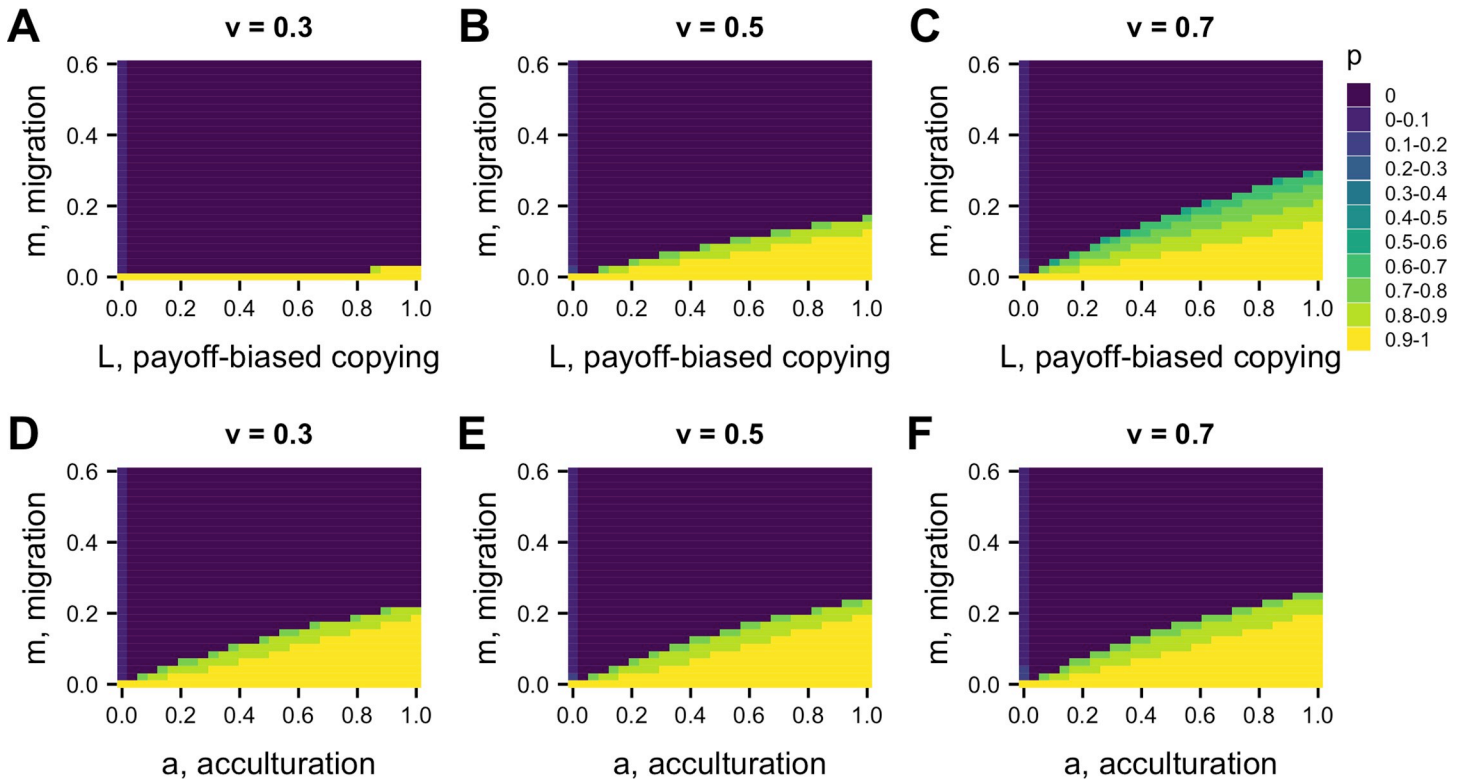 A
v = 0.3
0.6
0.4
0.2
0.0
m, migration
0.0 0.2 0.4 0.6 0.8 1.0
L, payoff-biased copying
B
v = 0.5
0.6
0.4
0.2
0.0
m, migration
0.0 0.2 0.4 0.6 0.8 1.0
L, payoff-biased copying
C
v = 0.7
0.6
0.4
0.2
0.0
m, migration
0.0 0.2 0.4 0.6 0.8 1.0
L, payoff-biased copying
p
0
0-0.1
0.1-0.2
0.2-0.3
0.3-0.4
0.4-0.5
0.5-0.6
0.6-0.7
0.7-0.8
0.8-0.9
0.9-1
D
v = 0.3
0.6
0.4
0.2
0.0
m, migration
0.0 0.2 0.4 0.6 0.8 1.0
a, acculturation
E
v = 0.5
0.6
0.4
0.2
0.0
m, migration
0.0 0.2 0.4 0.6 0.8 1.0
a, acculturation
F
v = 0.7
0.6
0.4
0.2
0.0
m, migration
0.0 0.2 0.4 0.6 0.8 1.0
a, acculturation